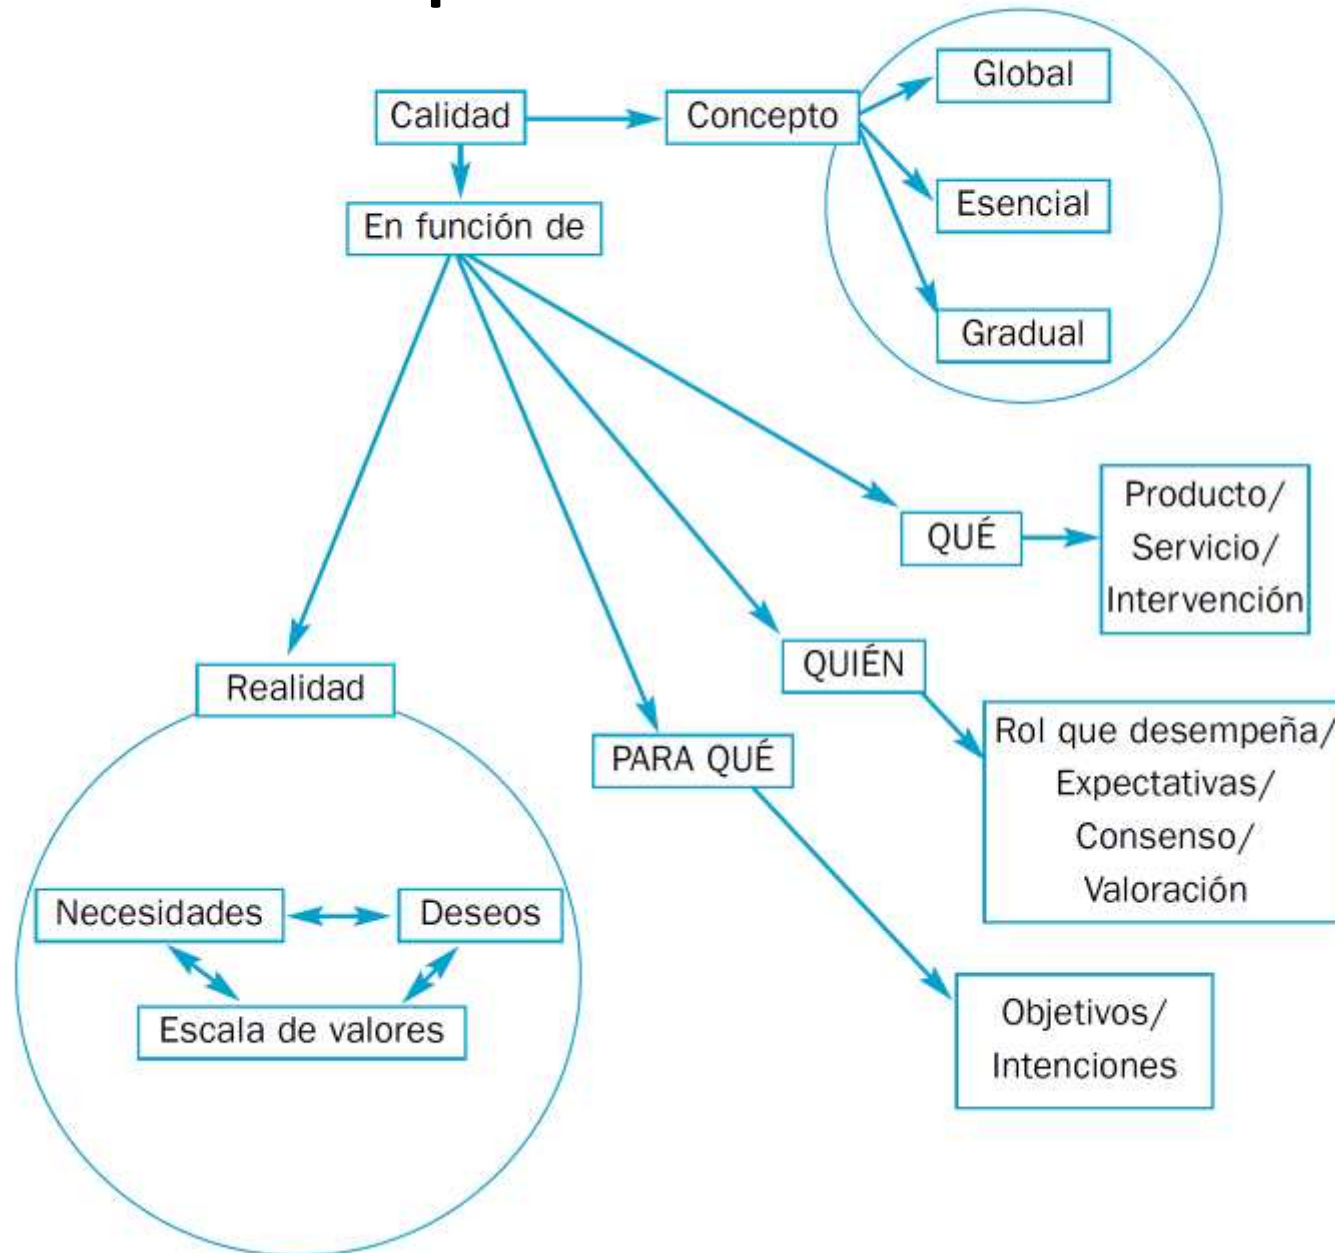 Calidad
Concepto
Global
Esencial
Gradual
En función de
QUÉ
Producto/
Servicio/
Intervención
QUIÉN
Rol que desempeña/
Expectativas/
Consenso/
Valoración
PARA QUÉ
Objetivos/
Intenciones
Realidad
Necesidades
Deseos
Escala de valores